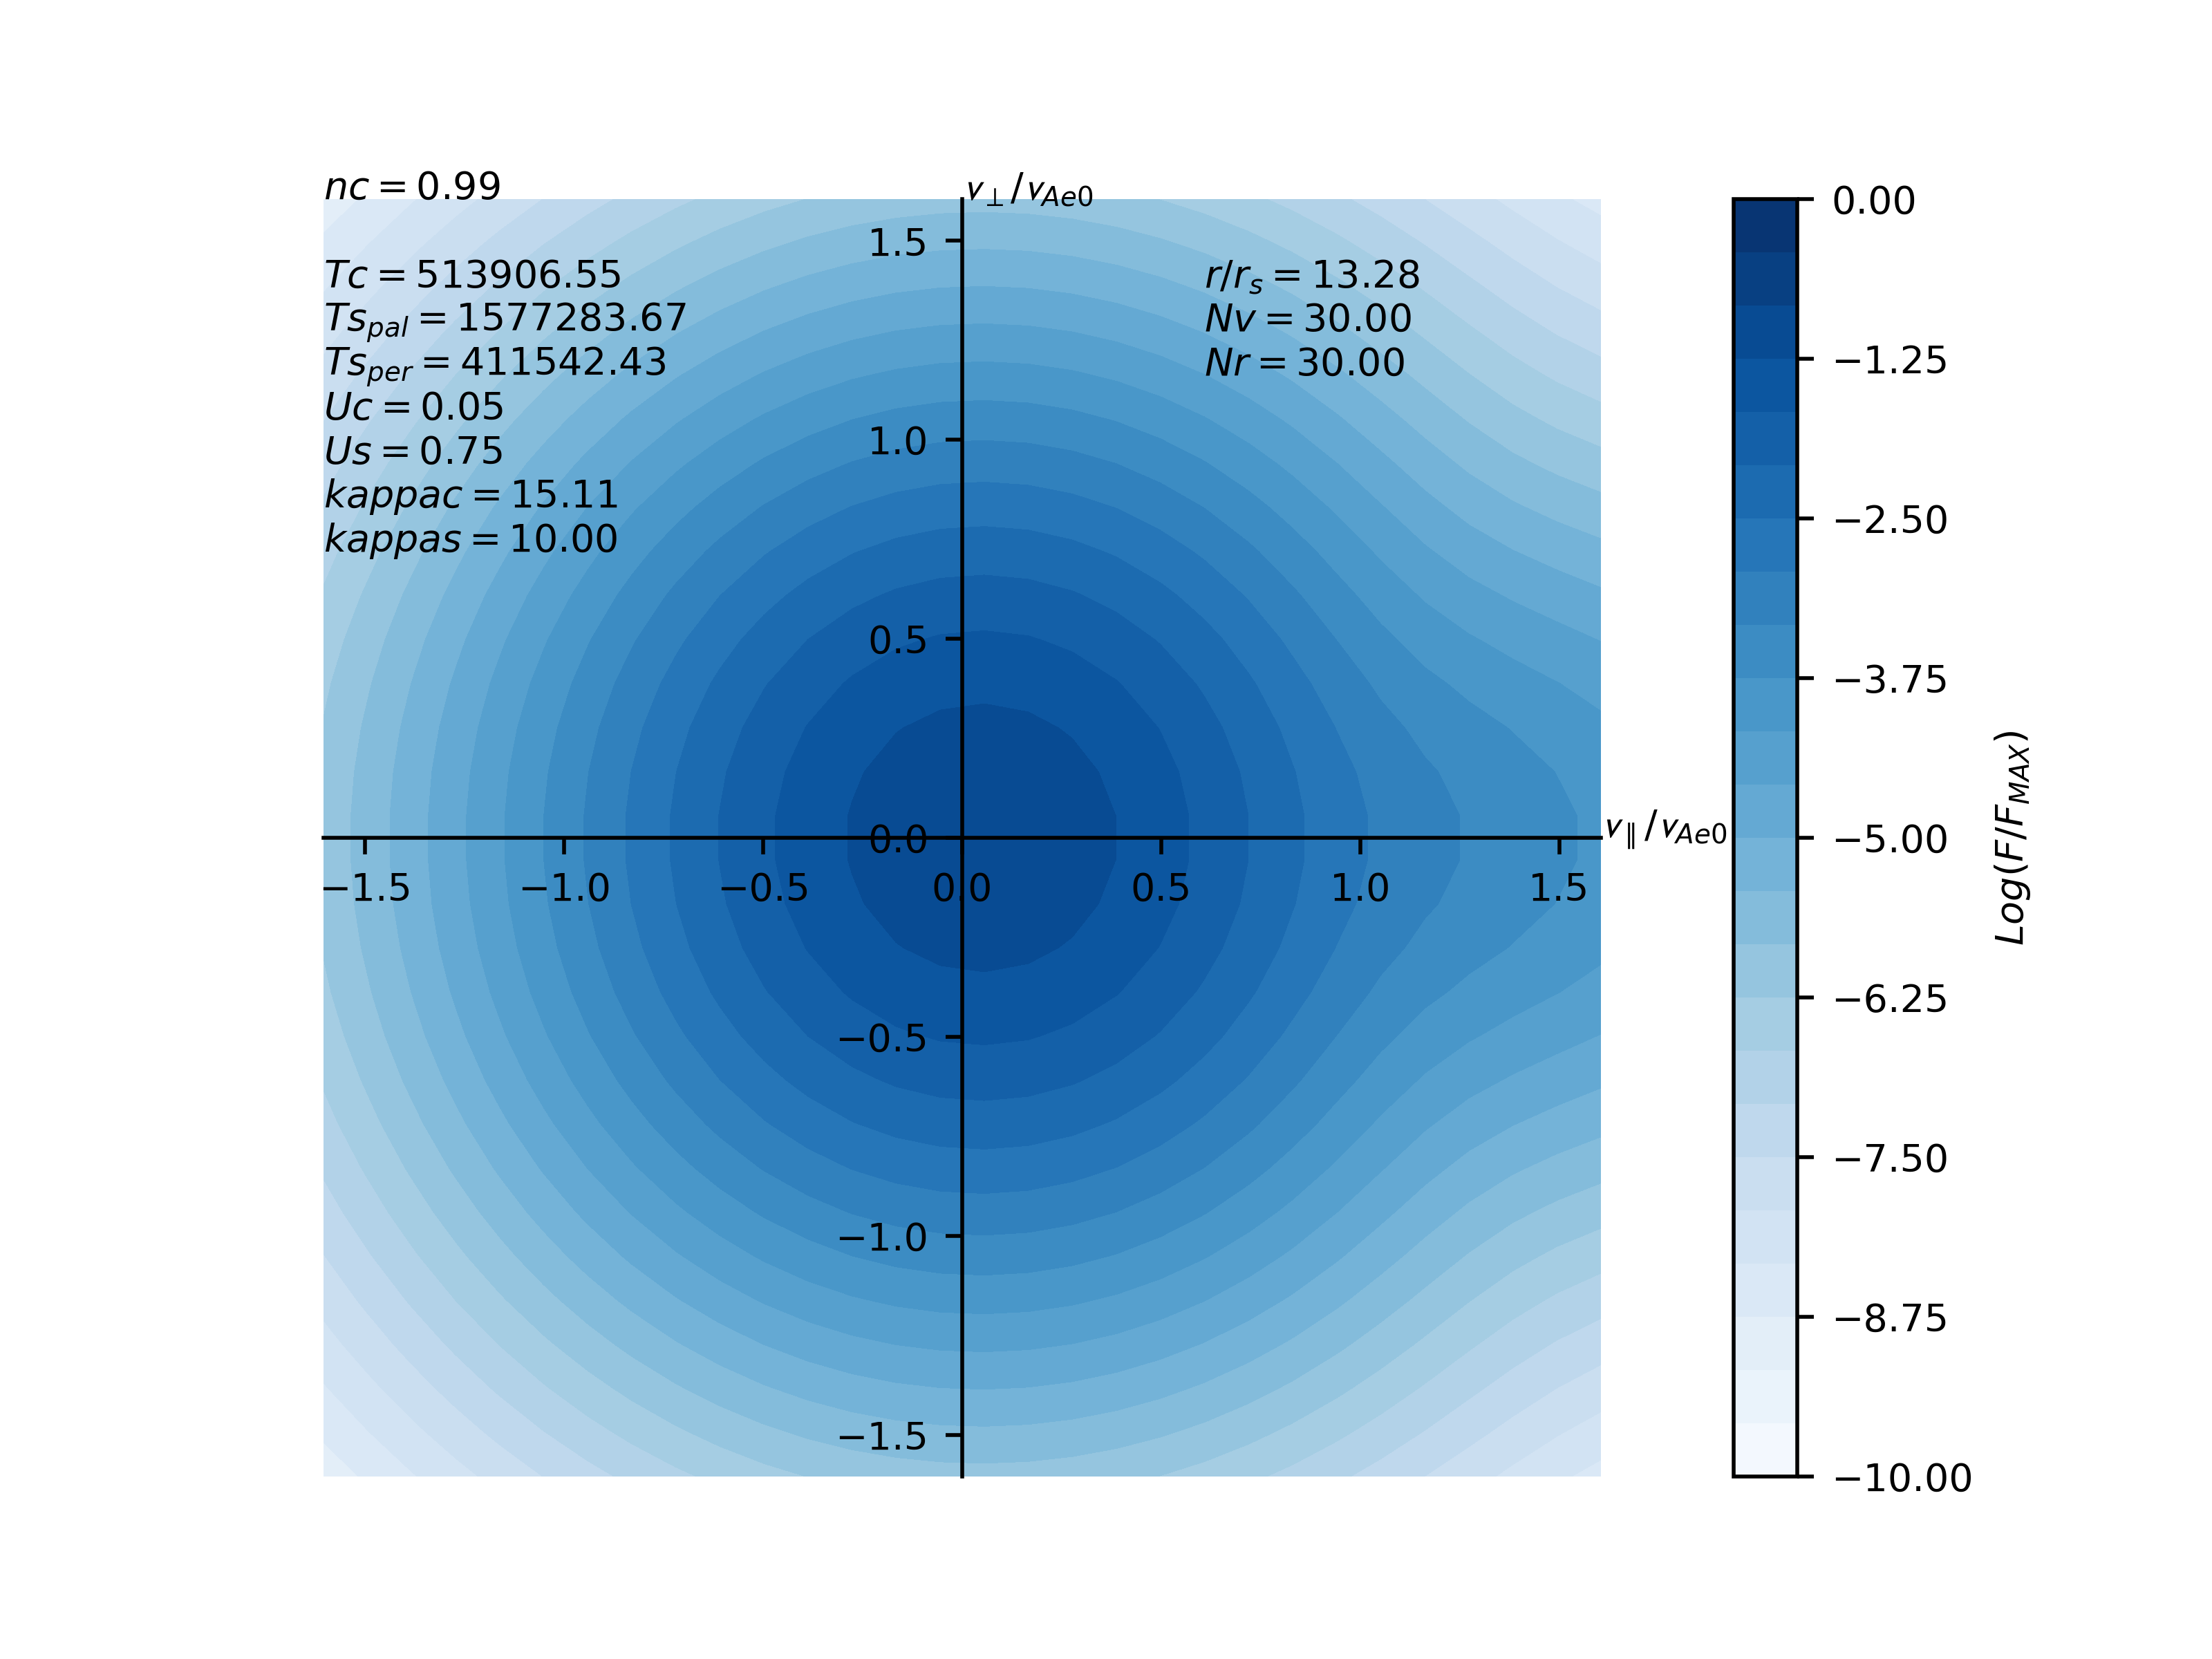 nc = 0.99
v⊥/vAe0
Tc = 513906.55
Tspal = 1577283.67
Tsper = 411542.43
Uc = 0.05
Us = 0.75
kappac = 15.11
kappas = 10.00
r/rs = 13.28
Nv = 30.00
Nr = 30.00
1.5
1.0
0.5
0.0
−0.5
−1.0
−1.5
−1.5 −1.0 −0.5 0.0 0.5 1.0 1.5
v∥/vAe0
0.00
−1.25
−2.50
−3.75
−5.00
−6.25
−7.50
−8.75
−10.00
Log(F/FMAX)